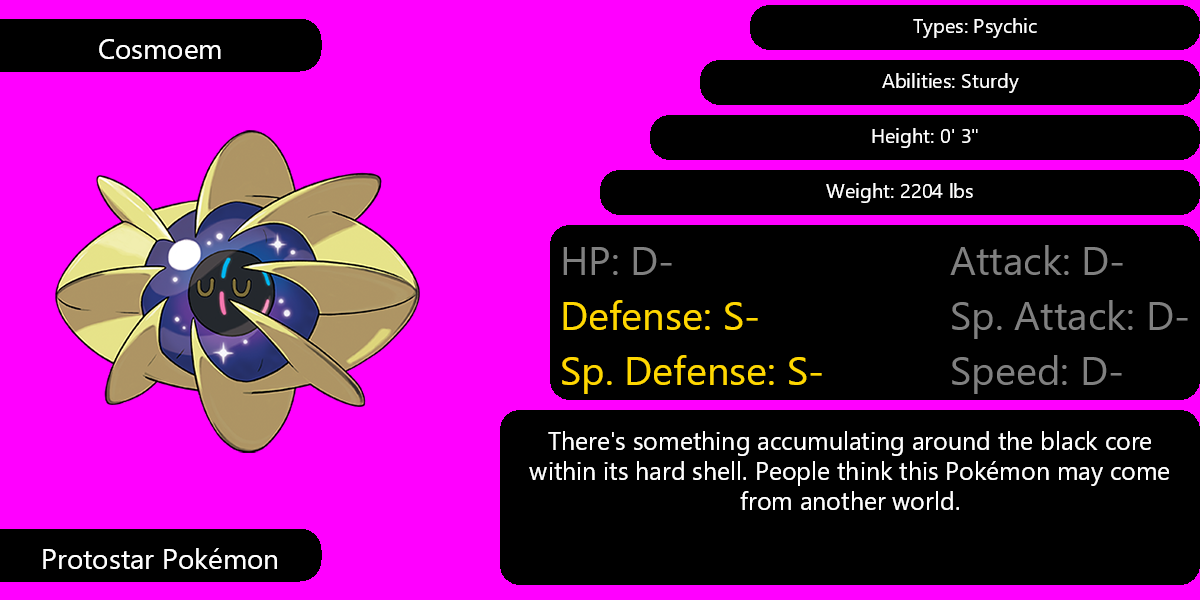 Cosmoem
Types: Psychic
Abilities: Sturdy
Height: 0' 3"
Weight: 2204 lbs
HP: D-
Attack: D-
Defense: S-
Sp. Attack: D-
Sp. Defense: S-
Speed: D-
There's something accumulating around the black core
within its hard shell. People think this Pokémon may come
from another world.
Protostar Pokémon